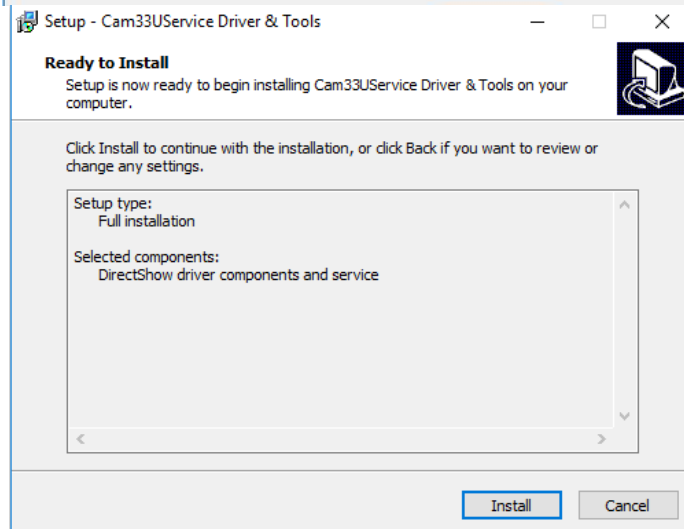 Setup - Cam33UService Driver & Tools
Ready to Install
Setup is now ready to begin installing Cam33UService Driver & Tools on your
computer.
Click Install to continue with the installation, or click Back if you want to review or
change any settings.
Setup type:
Full installation
Selected components:
DirectShow driver components and service
Install
Cancel